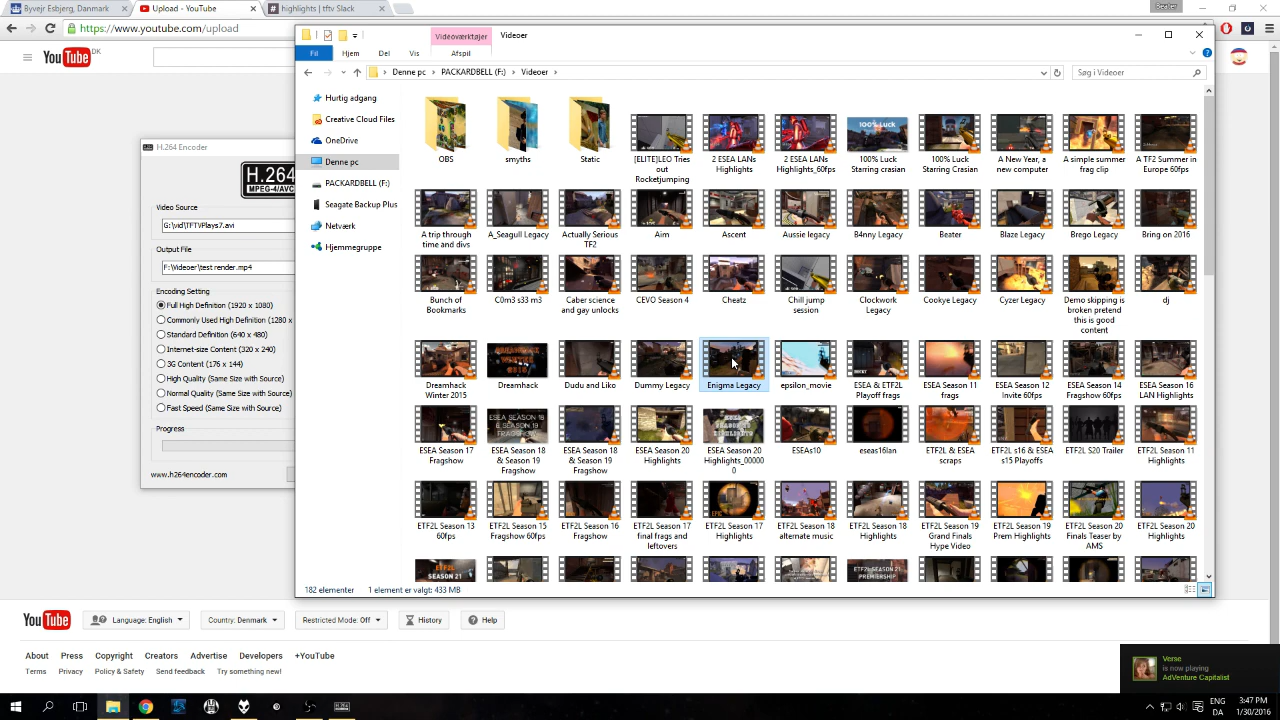 Byvejr Esbjerg, Danmark
Upload - YouTube
highlights | tftv Slack
Beater
https://www.youtube.com/upload
YouTube DK
Videoværktøjer
Videoer
Fil
Hjem
Del
Vis
Afspil
Denne pc
PACKARDBELL (F:)
Videoer
Søg i Videoer
Hurtig adgang
Creative Cloud Files
OneDrive
Denne pc
PACKARDBELL (F:)
Seagate Backup Plus
Netværk
Hjemmegruppe
H.264 Encoder
H.264
MPEG-4/AVC
Video Source
G:\vid\TFTVPlays7.avi
Output File
F:\Videoer\test render.mp4
Encoding Setting
Full High Definition (1920 x 1080)
Commonly Used High Definition (1280 x
Standard Definition (640 x 480)
Internet-size Content (320 x 240)
3G Content (176 x 144)
High Quality (Same Size with Source)
Normal Quality (Same Size with Source)
Fast Speed (Same Size with Source)
Progress
www.h264encoder.com
OBS
smyths
Static
[ELITE]LEO Tries
out
Rocketjumping
2 ESEA LANs
Highlights
2 ESEA LANs
Highlights_60fps
100% Luck
100% Luck
Starring crasian
100% Luck
Starring Crasian
A New Year, a
new computer
A simple summer
frag clip
A TF2 Summer in
Europe 60fps
A trip through
time and divs
A_Seagull Legacy
Actually Serious
TF2
Aim
Ascent
Aussie legacy
B4nny Legacy
Beater
Blaze Legacy
Brego Legacy
Bring on 2016
Bunch of
Bookmarks
C0m3 s33 m3
Caber science
and gay unlocks
CEVO Season 4
Cheatz
Chill jump
session
Clockwork
Legacy
Cookye Legacy
Cyzer Legacy
Demo skipping is
broken pretend
this is good
content
dj
Dreamhack
Winter 2015
Dreamhack
Dudu and Liko
Dummy Legacy
Enigma Legacy
epsilon_movie
ESEA & ETF2L
Playoff frags
ESEA Season 11
frags
ESEA Season 12
Invite 60fps
ESEA Season 14
Fragshow 60fps
ESEA Season 16
LAN Highlights
ESEA Season 17
Fragshow
ESEA Season 18
& Season 19
Fragshow
ESEA Season 18
& Season 19
Fragshow
ESEA Season 20
Highlights
ESEA Season 20
Highlights_00000
0
ESEAs10
eseas16lan
ETF2L & ESEA
scraps
ETF2L s16 & ESEA
s15 Playoffs
ETF2L S20 Trailer
ETF2L Season 11
Highlights
ETF2L Season 13
60fps
ETF2L Season 15
Fragshow 60fps
ETF2L Season 16
Fragshow
ETF2L Season 17
final frags and
leftovers
EPIC
ETF2L Season 17
Highlights
ETF2L Season 18
alternate music
ETF2L Season 18
Highlights
ETF2L Season 19
Grand Finals
Hype Video
ETF2L Season 19
Prem Highlights
ETF2L Season 20
Finals Teaser by
AMS
ETF2L Season 20
Highlights
ETF2L
SEASON 21
ETF2L SEASON 21
PREMIERSHIP
182 elementer
1 element er valgt: 433 MB
YouTube
Language: English
Country: Denmark
Restricted Mode: Off
History
Help
About
Press
Copyright
Creators
Advertise
Developers
+YouTube
Terms
Privacy
Policy & Safety
Send feedback
Try something new!
Verse
is now playing
AdVenture Capitalist
H.264
ENG
DA
3:47 PM
1/30/2016